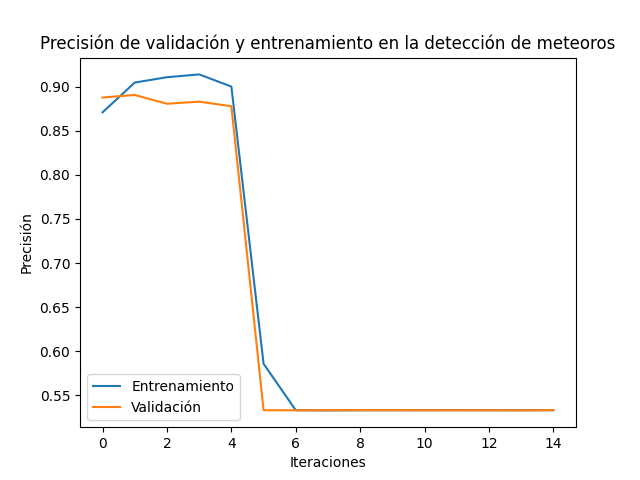 Precisión de validación y entrenamiento en la detección de meteoros
0.90
0.85
0.80
0.75
0.70
0.65
0.60
0.55
Precisión
Entrenamiento
Validación
0 2 4 6 8 10 12 14
Iteraciones